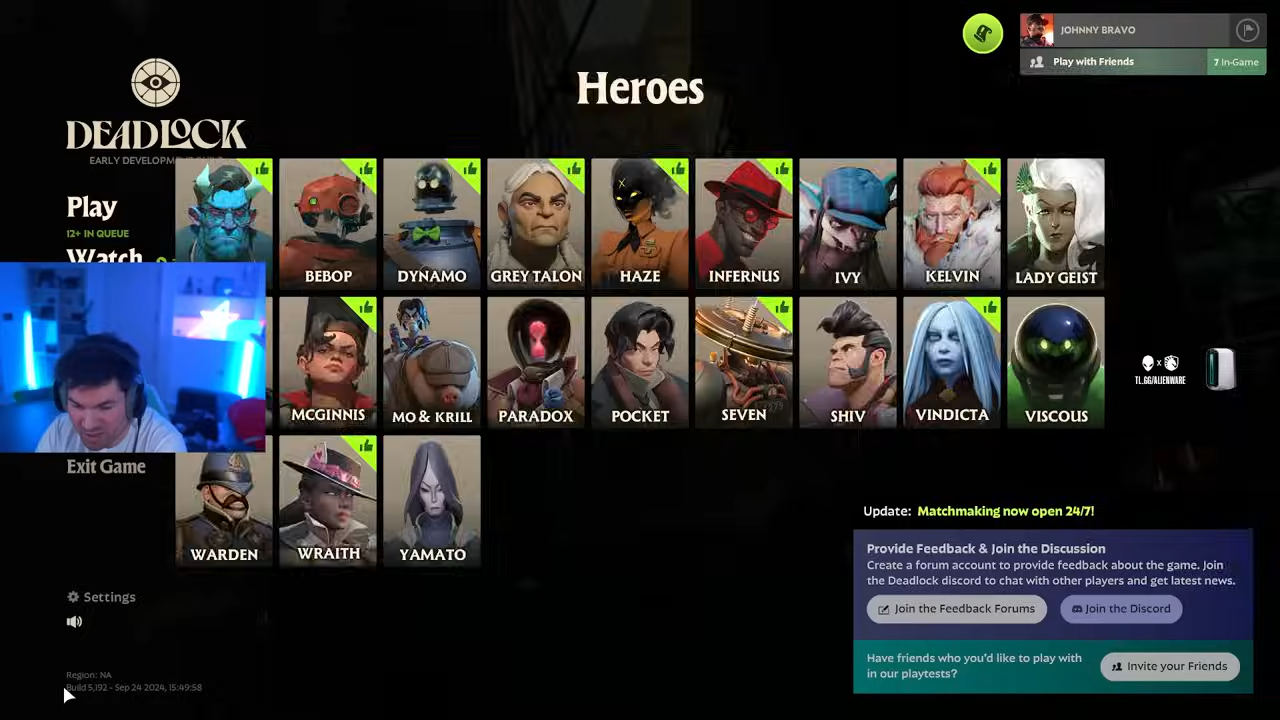 JOHNNY BRAVO
Play with Friends
7 In-Game
Heroes
DEADLOCK
Play
12+ IN QUEUE
Watch
BEBOP
DYNAMO
GREY TALON
HAZE
INFERNUS
IVY
KELVIN
LADY GEIST
MCGINNIS
MO & KRILL
PARADOX
POCKET
SEVEN
SHIV
VINDICTA
VISCOUS
TL.GG/ALIENWARE
Exit Game
WARDEN
WRAITH
YAMATO
Update: Matchmaking now open 24/7!
Provide Feedback & Join the Discussion
Create a forum account to provide feedback about the game. Join
the Deadlock discord to chat with other players and get latest news.
Join the Feedback Forums
Join the Discord
Settings
Have friends who you'd like to play with
in our playtests?
Invite your Friends
Region: NA
Build 5,192 - Sep 24 2024, 15:49:58